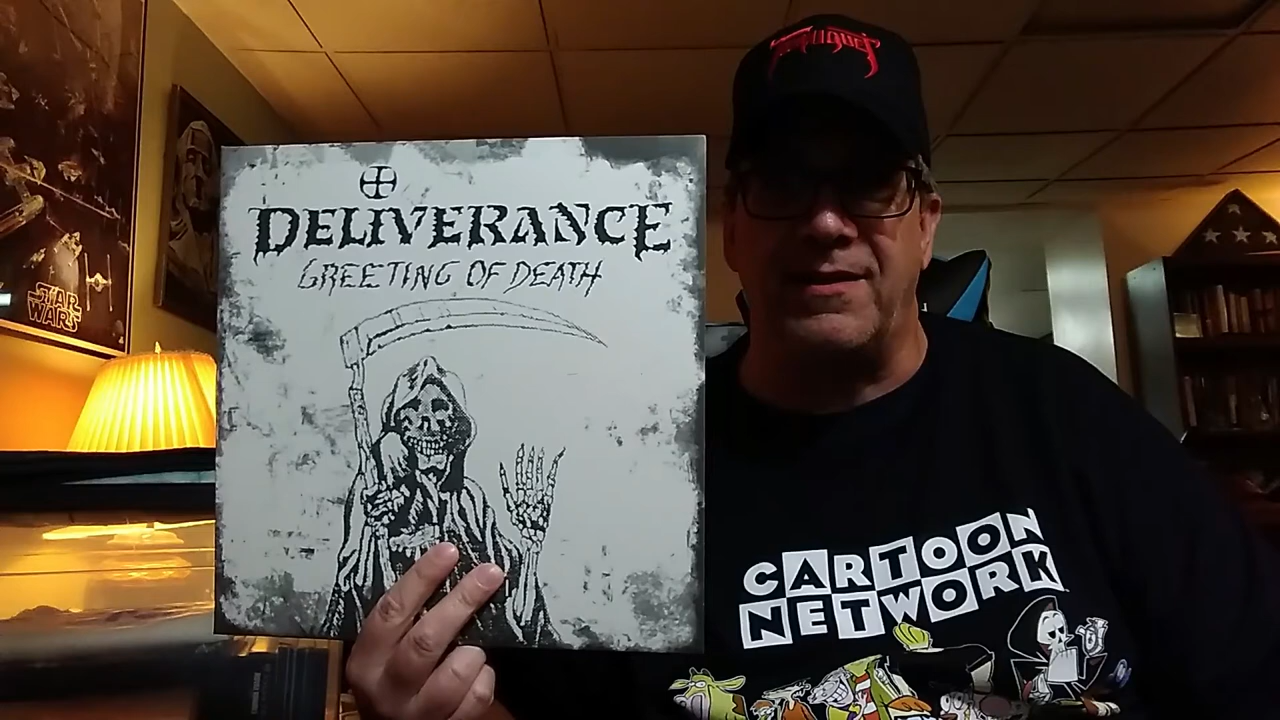 DELIVERANCE
GREETING OF DEATH
STAR
WARS
CARTOON
NETWORK